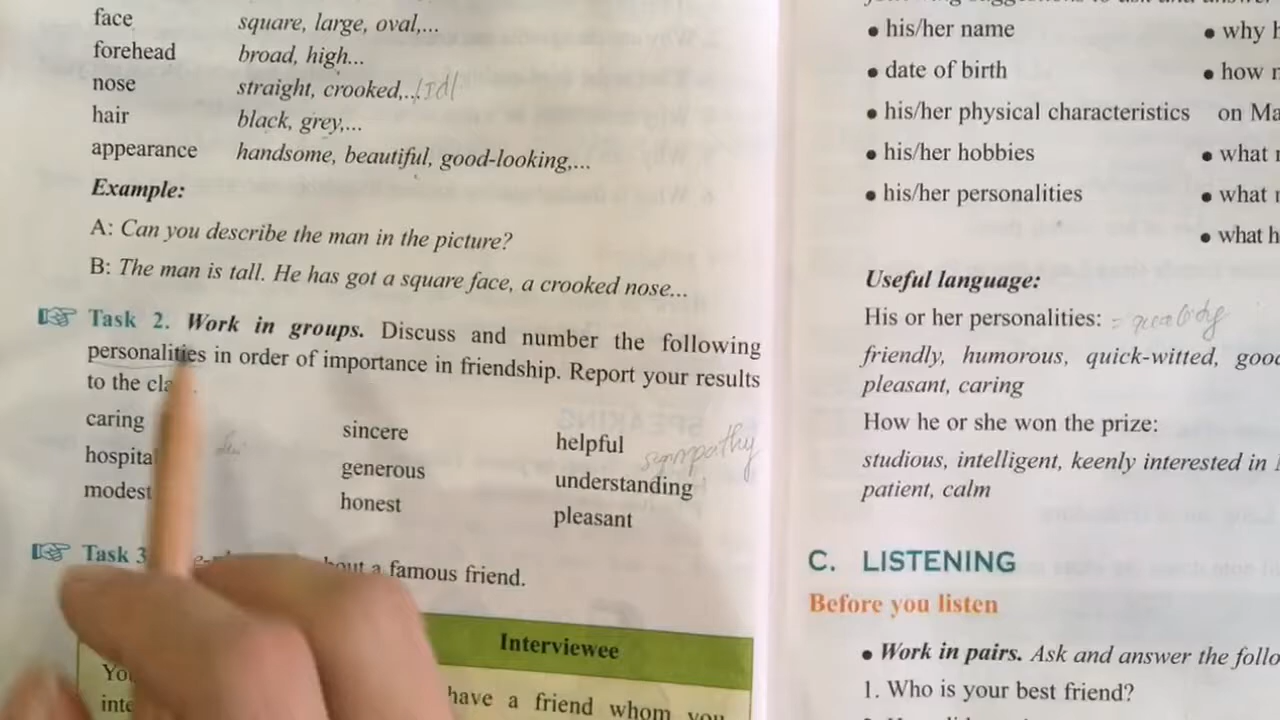 face square, large, oval,...
forehead broad, high...
nose straight, crooked,...
hair black, grey,...
appearance handsome, beautiful, good-looking,...
Example:
A: Can you describe the man in the picture?
B: The man is tall. He has got a square face, a crooked nose...
Task 2. Work in groups. Discuss and number the following
personalities in order of importance in friendship. Report your results
to the
caring sincere helpful
sympathy
generous understanding
modest honest pleasant
Task 3 a famous friend.
Interviewee
have a friend whom you
• his/her name
• date of birth
• his/her physical characteristics
• his/her hobbies
• his/her personalities
• why
• how
on
• what
• what
• what
Useful language:
His or her personalities:
friendly, humorous, quick-witted,
pleasant, caring
How he or she won the prize:
studious, intelligent, keenly interested in
patient, calm
C. LISTENING
Before you listen
• Work in pairs. Ask and answer the
1. Who is your best friend?